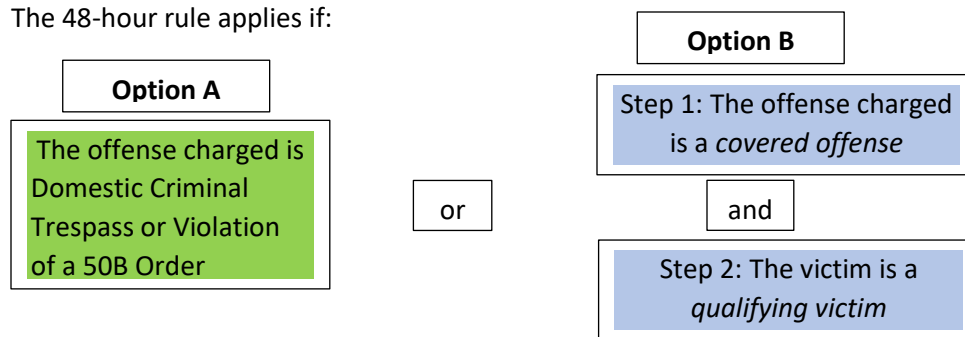 The 48-hour rule applies if:
Option A
The offense charged is
Domestic Criminal
Trespass or Violation
of a 50B Order
or
Option B
Step 1: The offense charged
is a covered offense
and
Step 2: The victim is a
qualifying victim